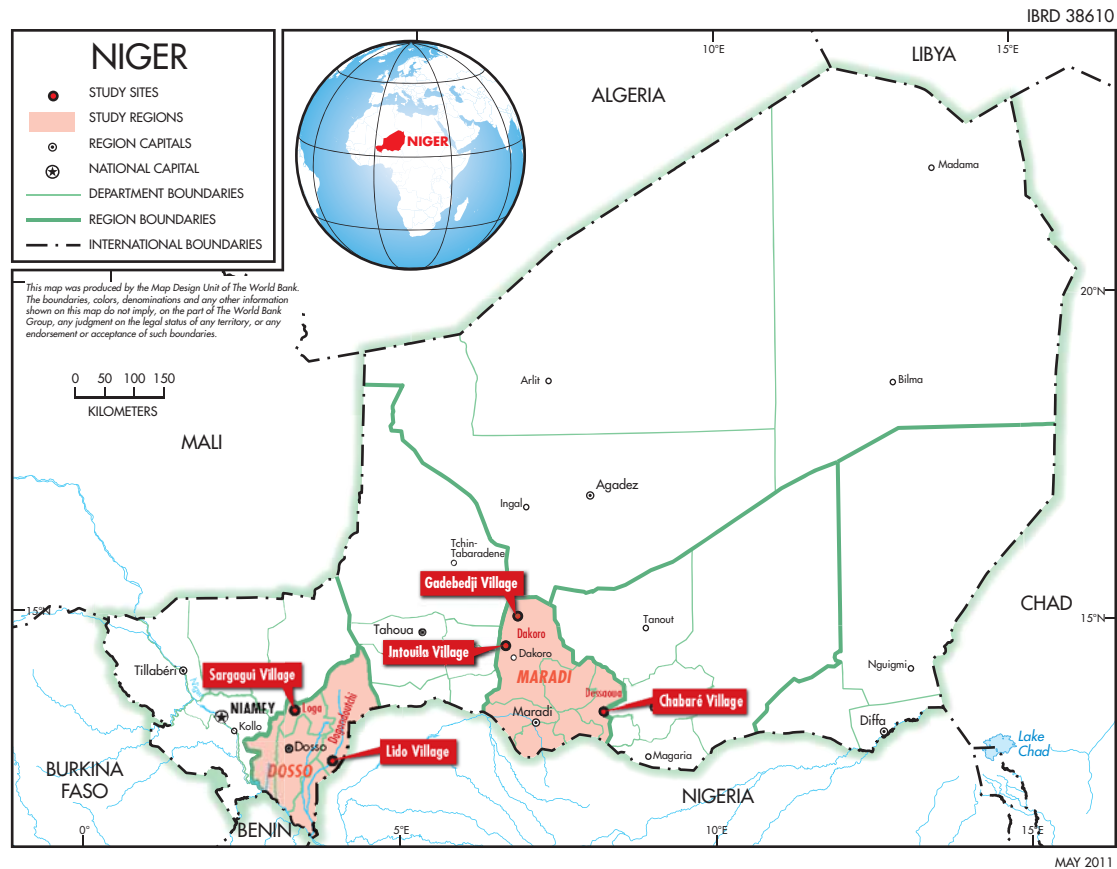 IBRD 38610
NIGER
STUDY SITES
STUDY REGIONS
REGION CAPITALS
NATIONAL CAPITAL
DEPARTMENT BOUNDARIES
REGION BOUNDARIES
INTERNATIONAL BOUNDARIES
NIGER
This map was produced by the Map Design Unit of The World Bank.
The boundaries, colors, denominations and any other information
shown on this map do not imply, on the part of The World Bank
Group, any judgment on the legal status of any territory, or any
endorsement or acceptance of such boundaries.
0 50 100 150
KILOMETERS
10°E
15°E
LIBYA
ALGERIA
Madama
20°N
Arlit
Bilma
MALI
Agadez
Ingal
Tchin-
Tabaradene
Gadebedji Village
15°N
15°N
CHAD
Tahoua
Dakoro
Tanout
Intouila Village
Dakoro
Tillabéri
Sargagui Village
MARADI
Nguigmi
Dessaoua
Chabaré Village
NIAMEY
Loga
Maradi
Kollo
Dogondoutchi
Diffa
Dosso
Lido Village
Magaria
Lake
Chad
DOSSO
BURKINA
FASO
NIGERIA
BENIN
0°
5°E
10°E
15°E
MAY 2011